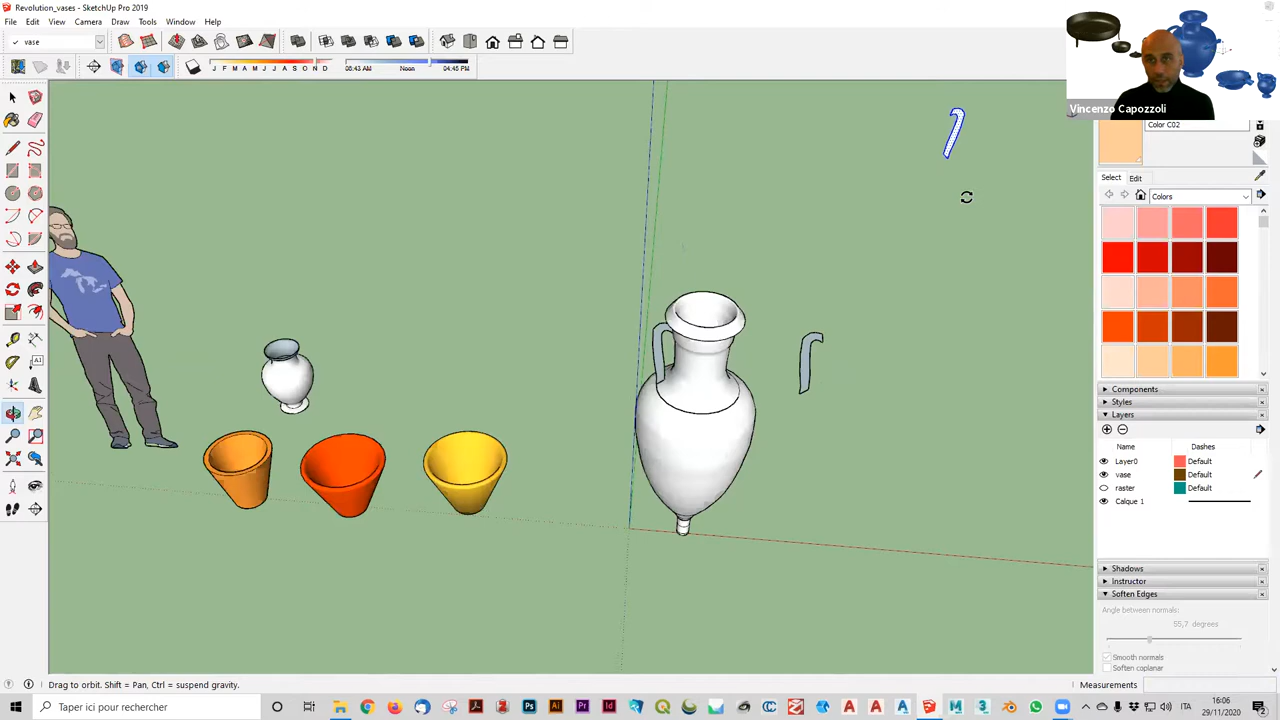 Revolution_vases - SketchUp Pro 2019
File Edit View Camera Draw Tools Window Help
vase
J F M A M J J A S O N D 08:43 AM Noon 04:45 PM
Vincenzo Capozzoli
Color C02
Select Edit
Colors
Components
Styles
Layers
Name Dashes
Layer0 Default
vase Default
raster Default
Calque 1
Shadows
Instructor
Soften Edges
Angle between normals:
55,7 degrees
Smooth normals
Soften coplanar
Drag to orbit. Shift = Pan, Ctrl = suspend gravity.
Measurements
Taper ici pour rechercher
ITA
16:06
29/11/2020